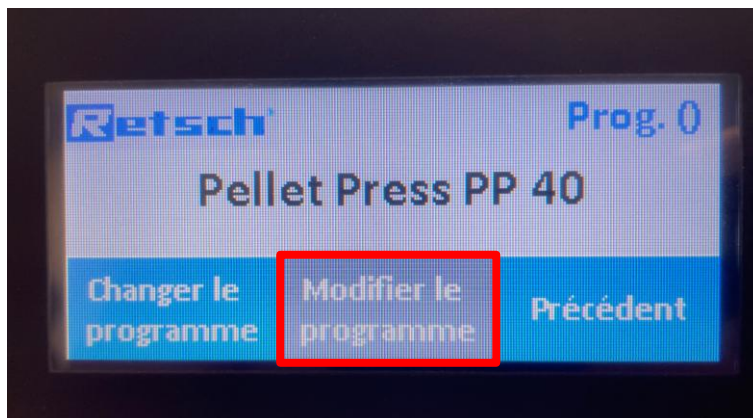 Retsch
Prog. 0
Pellet Press PP 40
Changer le
programme
Modifier le
programme
Précédent